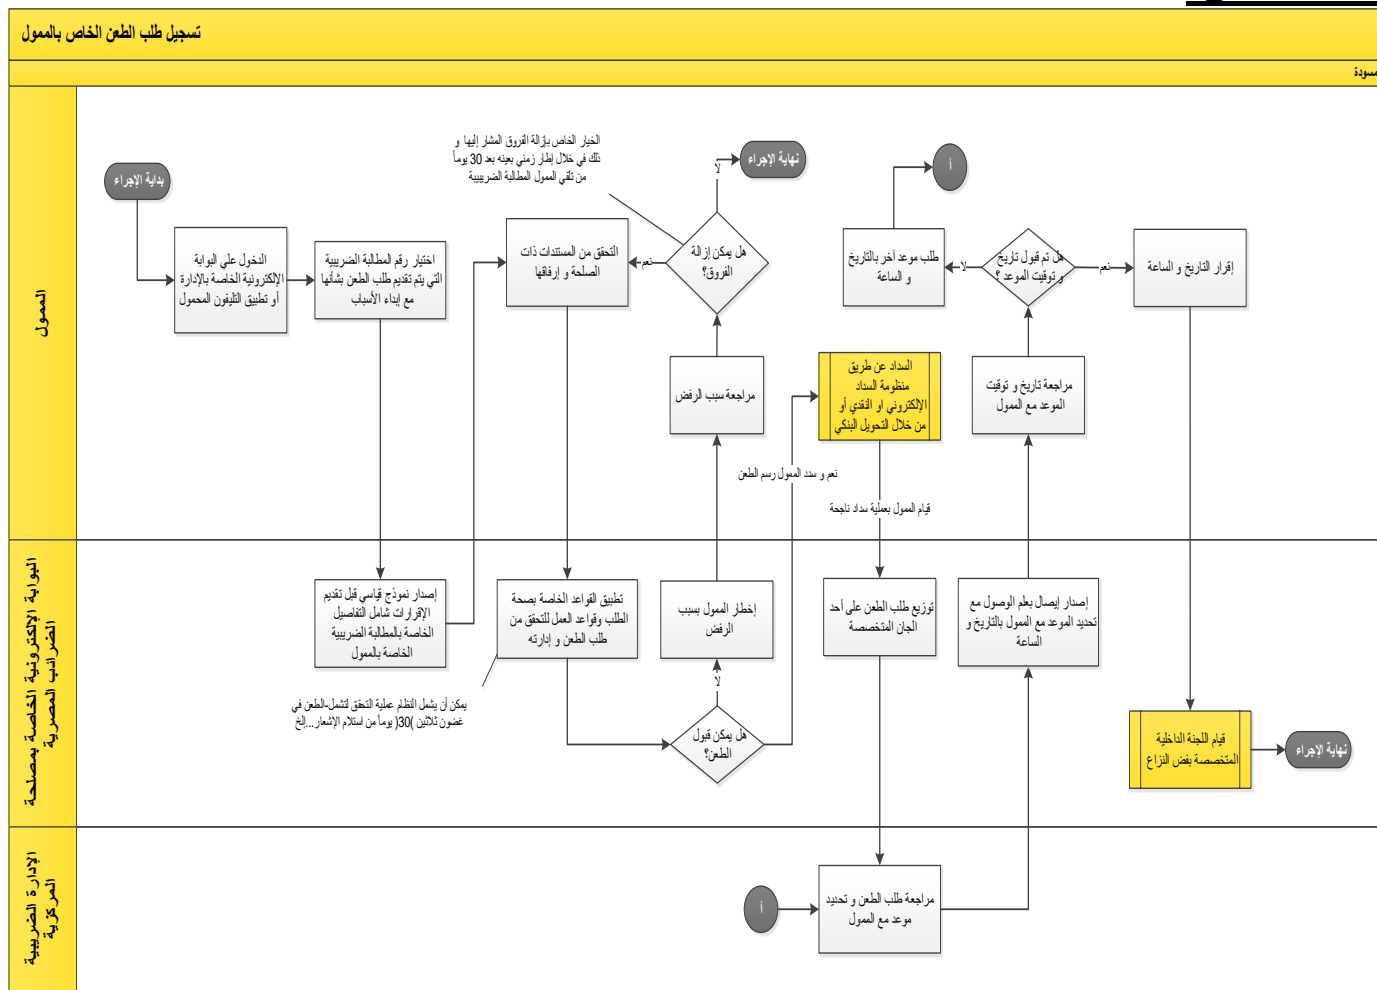 تسجيل طلب الطعن الخاص بالممول
مسودة
الممول
بداية الإجراء
الدخول علي البوابة
الإلكترونية الخاصة بالإدارة
أو تطبيق التليفون المحمول
اختيار رقم المطالبة الضريبية
التي يتم تقديم طلب الطعن بشأنها
مع إبداء الأسباب
الخيار الخاص بإزالة الفروق المشار إليها و
ذلك في خلال إطار زمني بعينه بعد 30 يوماً
من تلقي الممول المطالبة الضريبية
التحقق من المستندات ذات
الصلة و إرفاقها
نعم
هل يمكن إزالة
الفروق؟
لا
نهاية الإجراء
مراجعة سبب الرفض
السداد عن طريق
منظومة السداد
الإلكتروني او النقدي أو
من خلال التحويل البنكي
نعم و سدد الممول رسم الطعن
قيام الممول بعملية سداد ناجحة
أ
طلب موعد أخر بالتاريخ
و الساعة
لا
هل تم قبول تاريخ
و توقيت الموعد ؟
نعم
إقرار التاريخ و الساعة
مراجعة تاريخ و توقيت
الموعد مع الممول
البوابة الإلكترونية الخاصة بمصلحة
الضرائب المصرية
إصدار نموذج قياسي قبل تقديم
الإقرارات شامل التفاصيل
الخاصة بالمطالبة الضريبية
الخاصة بالممول
تطبيق القواعد الخاصة بصحة
الطلب وقواعد العمل للتحقق من
طلب الطعن و إدارته
يمكن أن يشمل النظام عملية التحقق لتشمل-الطعن في
غضون ثلاثين )30( يوماً من استلام الإشعار...إلخ
إخطار الممول بسبب
الرفض
لا
هل يمكن قبول
الطعن؟
توزيع طلب الطعن على أحد
الجان المتخصصة
إصدار إيصال بعلم الوصول مع
تحديد الموعد مع الممول بالتاريخ و
الساعة
قيام اللجنة الداخلية
المتخصصة بفض النزاع
نهاية الإجراء
الإدارة الضريبية
المركزية
أ
مراجعة طلب الطعن و تحديد
موعد مع الممول